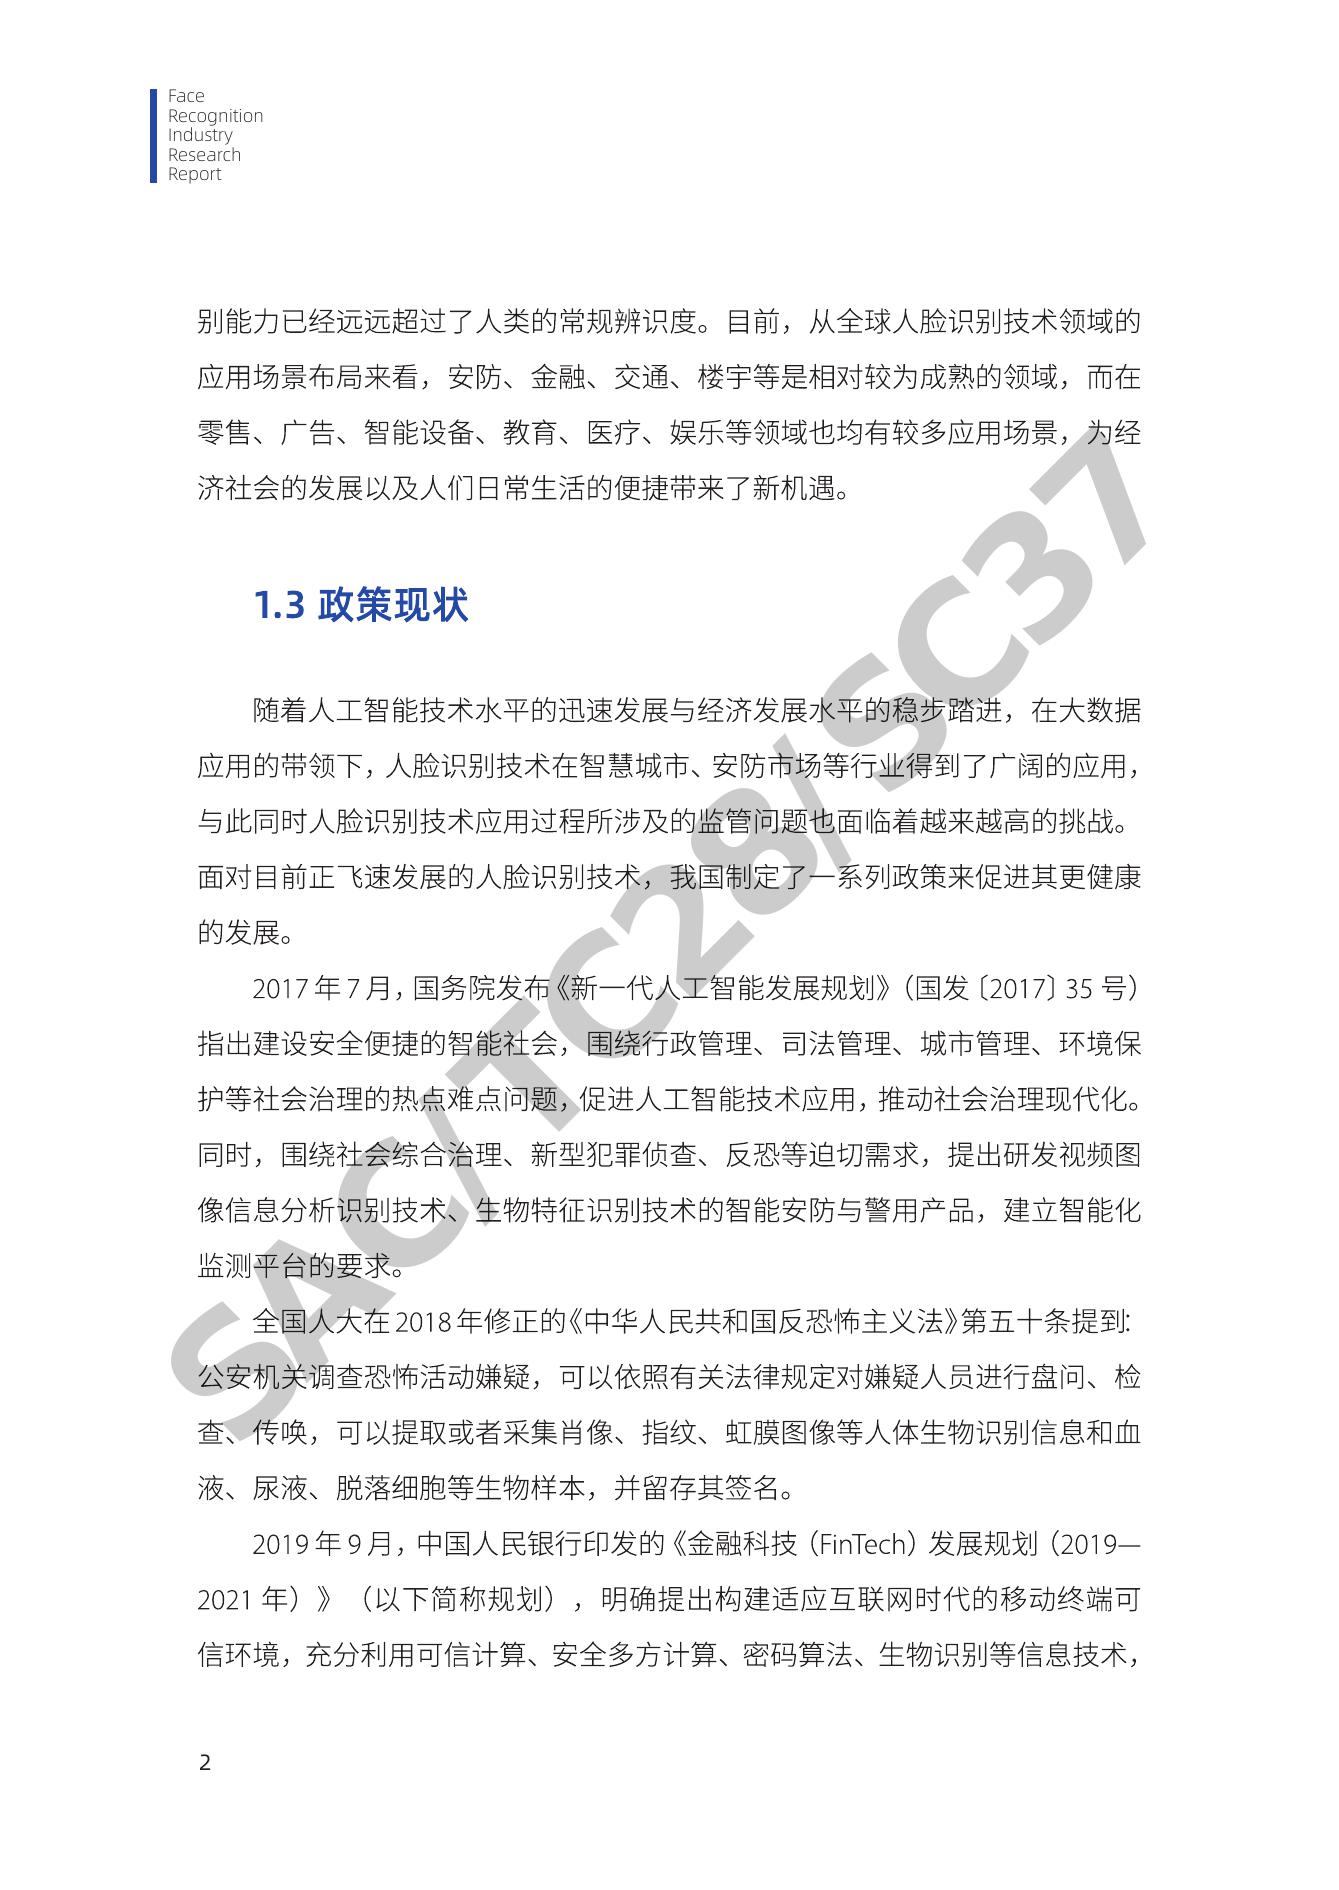 Face
Recognition
Industry
Research
Report
别能力已经远远超过了人类的常规辨识度。目前，从全球人脸识别技术领域的
应用场景布局来看，安防、金融、交通、楼宇等是相对较为成熟的领域，而在
零售、广告、智能设备、教育、医疗、娱乐等领域也均有较多应用场景，为经
济社会的发展以及人们日常生活的便捷带来了新机遇。
1.3 政策现状
随着人工智能技术水平的迅速发展与经济发展水平的稳步踏进，在大数据
应用的带领下，人脸识别技术在智慧城市、安防市场等行业得到了广阔的应用，
与此同时人脸识别技术应用过程所涉及的监管问题也面临着越来越高的挑战。
面对目前正飞速发展的人脸识别技术，我国制定了一系列政策来促进其更健康
的发展。
2017 年 7 月，国务院发布《新一代人工智能发展规划》（国发〔2017〕35 号）
指出建设安全便捷的智能社会，围绕行政管理、司法管理、城市管理、环境保
护等社会治理的热点难点问题，促进人工智能技术应用，推动社会治理现代化。
同时，围绕社会综合治理、新型犯罪侦查、反恐等迫切需求，提出研发视频图
像信息分析识别技术、生物特征识别技术的智能安防与警用产品，建立智能化
监测平台的要求。
全国人大在 2018 年修正的《中华人民共和国反恐怖主义法》第五十条提到:
公安机关调查恐怖活动嫌疑，可以依照有关法律规定对嫌疑人员进行盘问、检
查、传唤，可以提取或者采集肖像、指纹、虹膜图像等人体生物识别信息和血
液、尿液、脱落细胞等生物样本，并留存其签名。
2019 年 9 月，中国人民银行印发的《金融科技（FinTech）发展规划（2019—
2021 年）》（以下简称规划），明确提出构建适应互联网时代的移动终端可
信环境，充分利用可信计算、安全多方计算、密码算法、生物识别等信息技术，
2
SAC/TC28/SC37